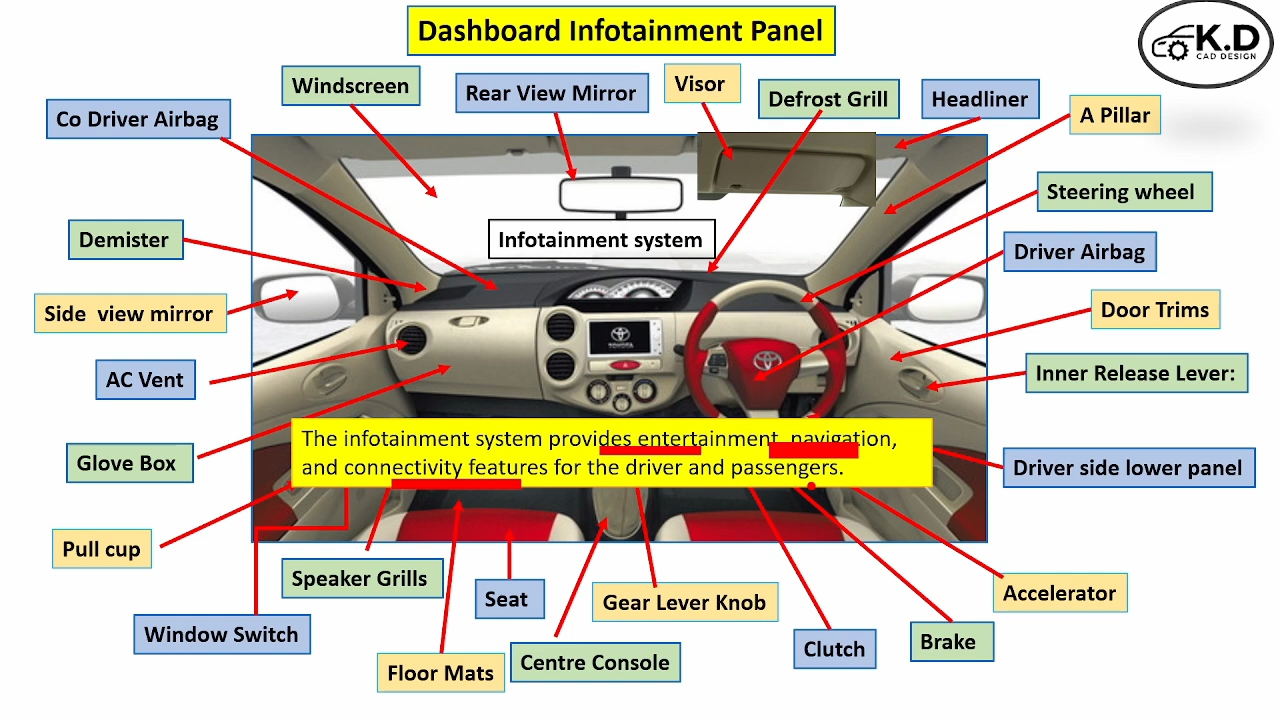 Dashboard Infotainment Panel
K.D
CAD DESIGN
Windscreen
Rear View Mirror
Visor
Defrost Grill
Headliner
A Pillar
Co Driver Airbag
Steering wheel
Demister
Infotainment system
Driver Airbag
Side view mirror
Door Trims
TOYOTA
AC Vent
Inner Release Lever:
Glove Box
The infotainment system provides entertainment, navigation,
and connectivity features for the driver and passengers.
Driver side lower panel
Pull cup
Speaker Grills
Seat
Gear Lever Knob
Accelerator
Window Switch
Floor Mats
Centre Console
Clutch
Brake